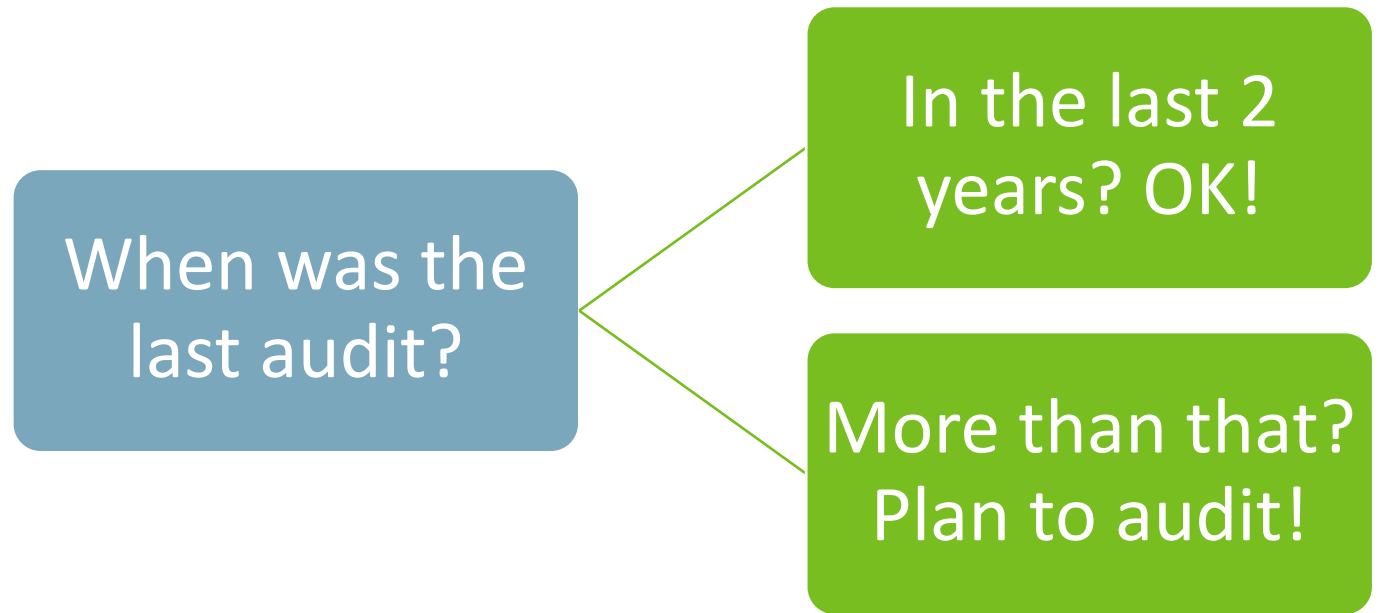 When was the
last audit?
In the last 2
years? OK!
More than that?
Plan to audit!